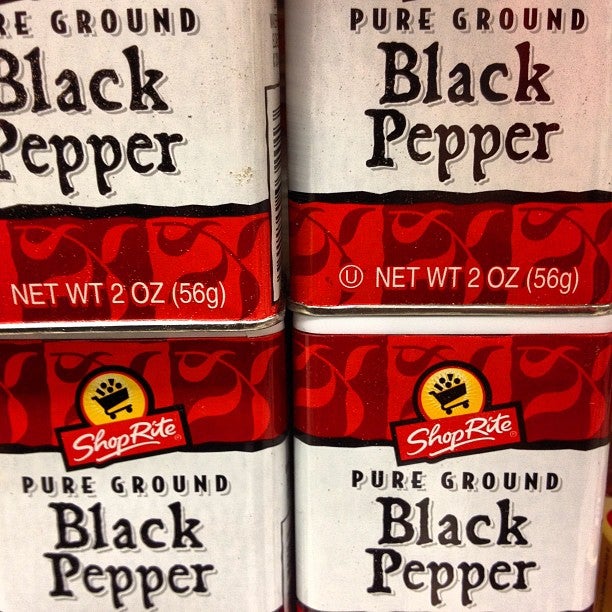 RE GROUND
Black
Pepper
NET WT 2 OZ (56g)
PURE GROUND
Black
Pepper
Ⓤ NET WT 2 OZ (56g)
ShopRite®
PURE GROUND
Black
Pepper
ShopRite®
PURE GROUND
Black
Pepper